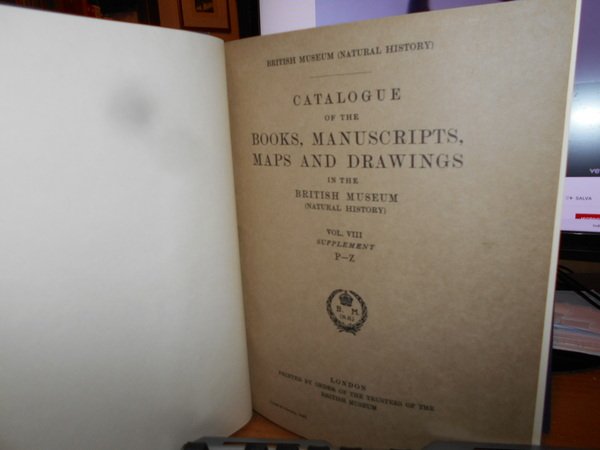 BRITISH MUSEUM (NATURAL HISTORY)
CATALOGUE
OF THE
BOOKS, MANUSCRIPTS,
MAPS AND DRAWINGS
IN THE
BRITISH MUSEUM
(NATURAL HISTORY)
VOL. VIII
SUPPLEMENT
P–Z
B. M.
(N.H.)
LONDON
PRINTED BY ORDER OF THE TRUSTEES OF THE
BRITISH MUSEUM
SALVA